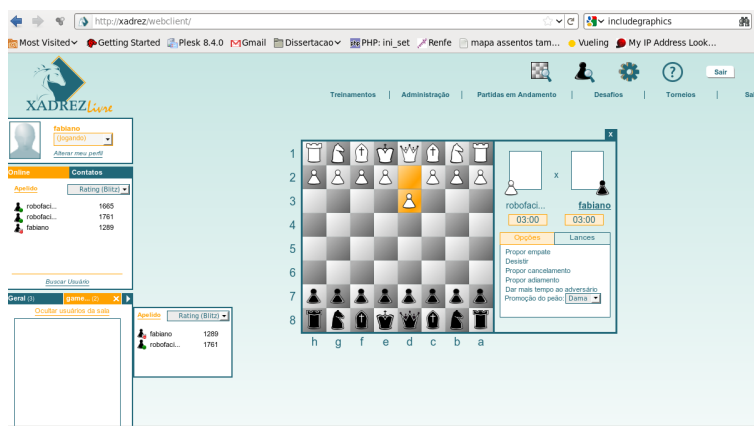 http://xadrez/webclient/
includegraphics
Most Visited Getting Started Plesk 8.4.0 Gmail Dissertacao PHP: ini_set Renfe mapa assentos tam... Vueling My IP Address Look...
XADREZ Livre
Sair
Treinamentos | Administração | Partidas em Andamento | Desafios | Torneios | Sa
fabiano
(jogando)
Alterar meu perfil
Online Contatos
Apelido Rating (Blitz)
robofaci... 1665
robofaci... 1761
fabiano 1289
Buscar Usuário
Geral (3) game... (2) X
Ocultar usuários da sala
Apelido Rating (Blitz)
fabiano 1289
robofaci... 1761
1
2
3
4
5
6
7
8
h g f e d c b a
X
x
robofaci... fabiano
03:00 03:00
Opções Lances
Propor empate
Desistir
Propor cancelamento
Propor adiamento
Dar mais tempo ao adversário
Promoção do peão: Dama